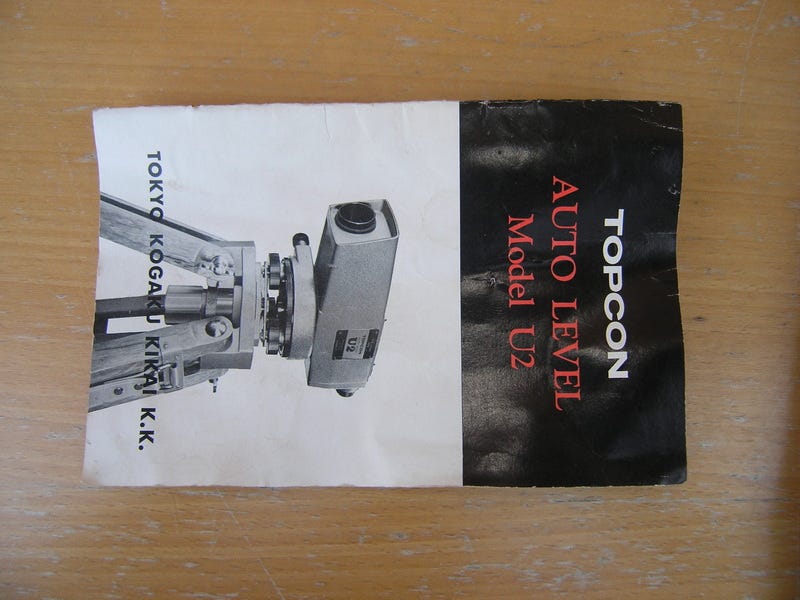 TOPCON
AUTO LEVEL
Model U2
U2
TOKYO KOGAKU KIKAI K.K.